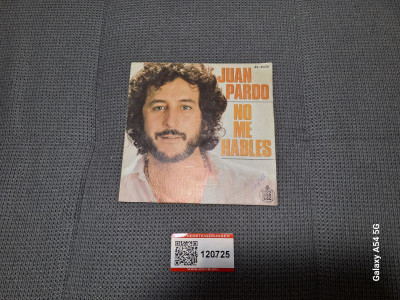 JUAN
PARDO
NO
ME
HABLES
120725
Galaxy A54 5G